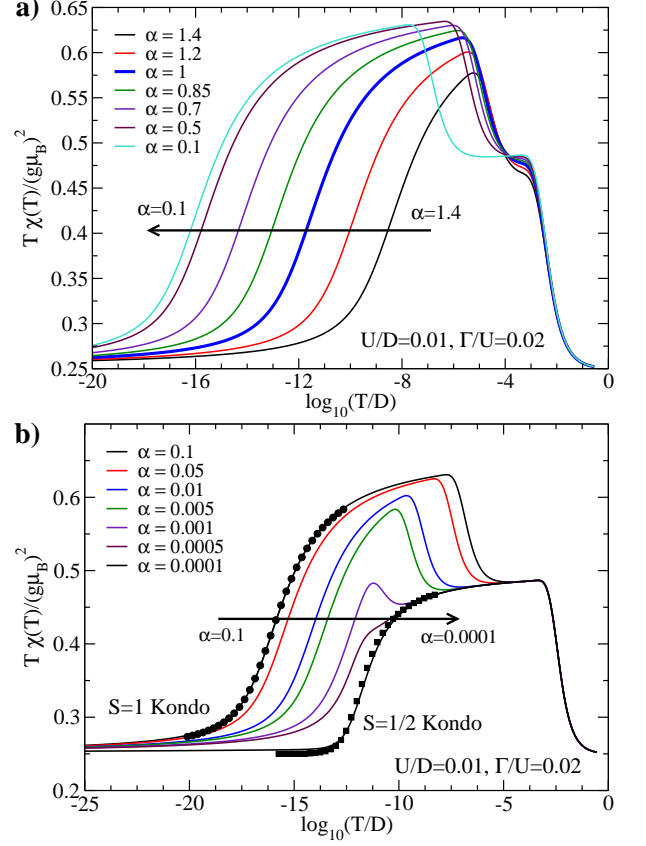 a)
0.65
0.6
0.55
0.5
0.45
0.4
0.35
0.3
0.25
T χ(T)/(gμB)²
α = 1.4
α = 1.2
α = 1
α = 0.85
α = 0.7
α = 0.5
α = 0.1
α=0.1
α=1.4
U/D=0.01, Γ/U=0.02
-20 -16 -12 -8 -4 0
log10(T/D)
b)
0.6
0.5
0.4
0.3
0.2
T χ(T)/(gμB)²
α = 0.1
α = 0.05
α = 0.01
α = 0.005
α = 0.001
α = 0.0005
α = 0.0001
α=0.1
α=0.0001
S=1 Kondo
S=1/2 Kondo
U/D=0.01, Γ/U=0.02
-25 -20 -15 -10 -5 0
log10(T/D)